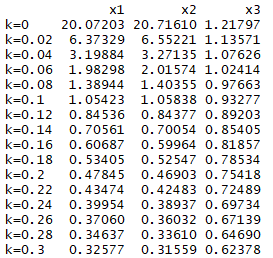 x1 x2 x3
k=0 20.07203 20.71610 1.21797
k=0.02 6.37329 6.55221 1.13571
k=0.04 3.19884 3.27135 1.07626
k=0.06 1.98298 2.01574 1.02414
k=0.08 1.38944 1.40355 0.97663
k=0.1 1.05423 1.05838 0.93277
k=0.12 0.84536 0.84377 0.89203
k=0.14 0.70561 0.70054 0.85405
k=0.16 0.60687 0.59964 0.81857
k=0.18 0.53405 0.52547 0.78534
k=0.2 0.47845 0.46903 0.75418
k=0.22 0.43474 0.42483 0.72489
k=0.24 0.39954 0.38937 0.69734
k=0.26 0.37060 0.36032 0.67139
k=0.28 0.34637 0.33610 0.64690
k=0.3 0.32577 0.31559 0.62378